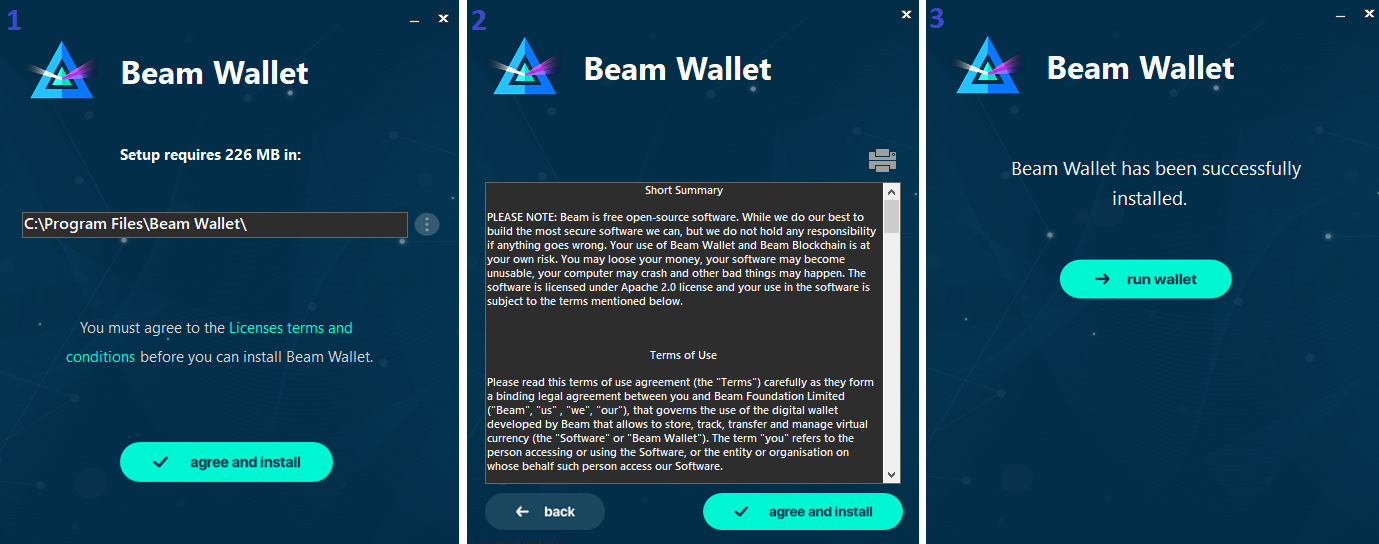 1
Beam Wallet
Setup requires 226 MB in:
C:\Program Files\Beam Wallet\
You must agree to the Licenses terms and
conditions before you can install Beam Wallet.
agree and install
2
Beam Wallet
Short Summary
PLEASE NOTE: Beam is free open-source software. While we do our best to
build the most secure software we can, but we do not hold any responsibility
if anything goes wrong. Your use of Beam Wallet and Beam Blockchain is at
your own risk. You may loose your money, your software may become
unusable, your computer may crash and other bad things may happen. The
software is licensed under Apache 2.0 license and your use in the software is
subject to the terms mentioned below.
Terms of Use
Please read this terms of use agreement (the "Terms") carefully as they form
a binding legal agreement between you and Beam Foundation Limited
("Beam", "us" , "we", "our"), that governs the use of the digital wallet
developed by Beam that allows to store, track, transfer and manage virtual
currency (the "Software" or "Beam Wallet"). The term "you" refers to the
person accessing or using the Software, or the entity or organisation on
whose behalf such person access our Software.
back
agree and install
3
Beam Wallet
Beam Wallet has been successfully
installed.
run wallet